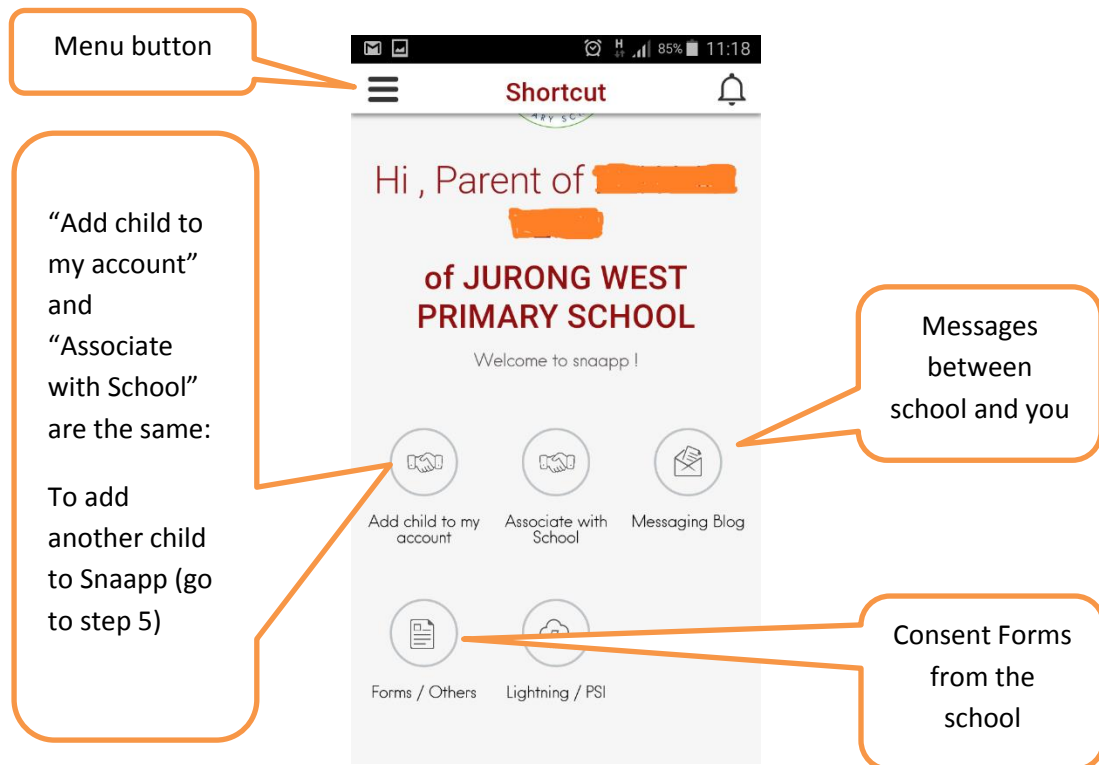 Menu button
85% 11:18
Shortcut
ARY SC
Hi , Parent of
of JURONG WEST
PRIMARY SCHOOL
Welcome to snaapp !
Add child to my
account
Associate with
School
Messaging Blog
Forms / Others
Lightning / PSI
“Add child to
my account”
and
“Associate
with School”
are the same:
To add
another child
to Snaapp (go
to step 5)
Messages
between
school and you
Consent Forms
from the
school